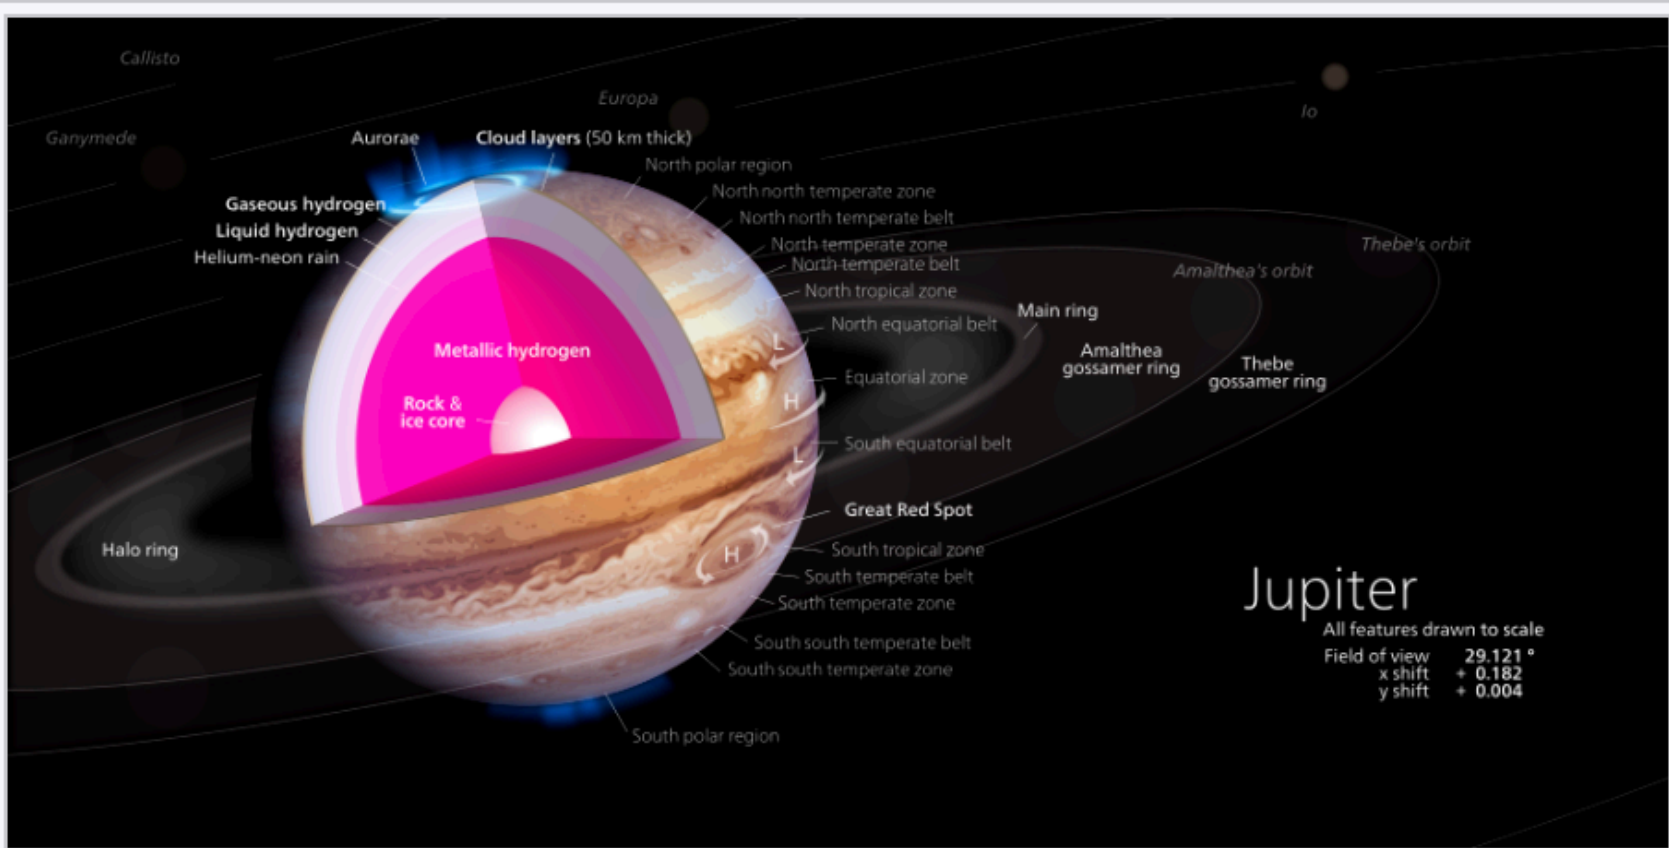 Callisto
Europa
Io
Ganymede
Aurorae
Cloud layers (50 km thick)
North polar region
North north temperate zone
Gaseous hydrogen
North north temperate belt
Liquid hydrogen
North temperate zone
Thebe's orbit
Helium-neon rain
North temperate belt
Amalthea's orbit
North tropical zone
Main ring
North equatorial belt
L
Metallic hydrogen
Amalthea
gossamer ring
Thebe
gossamer ring
Equatorial zone
H
Rock &
ice core
South equatorial belt
L
Great Red Spot
Halo ring
H
South tropical zone
South temperate belt
South temperate zone
Jupiter
All features drawn to scale
South south temperate belt
Field of view 29.121 °
South south temperate zone
x shift + 0.182
y shift + 0.004
South polar region